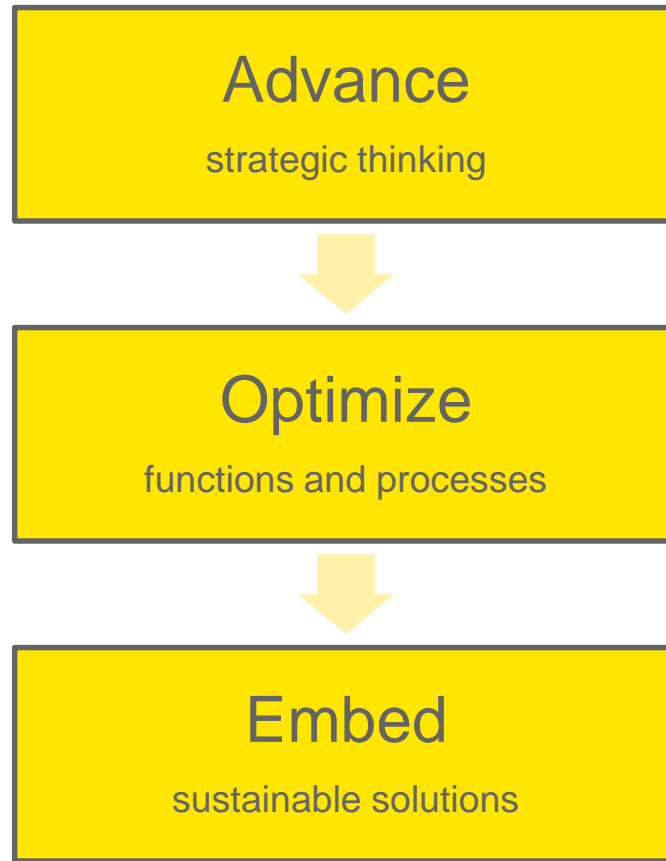 Advance
strategic thinking
Optimize
functions and processes
Embed
sustainable solutions